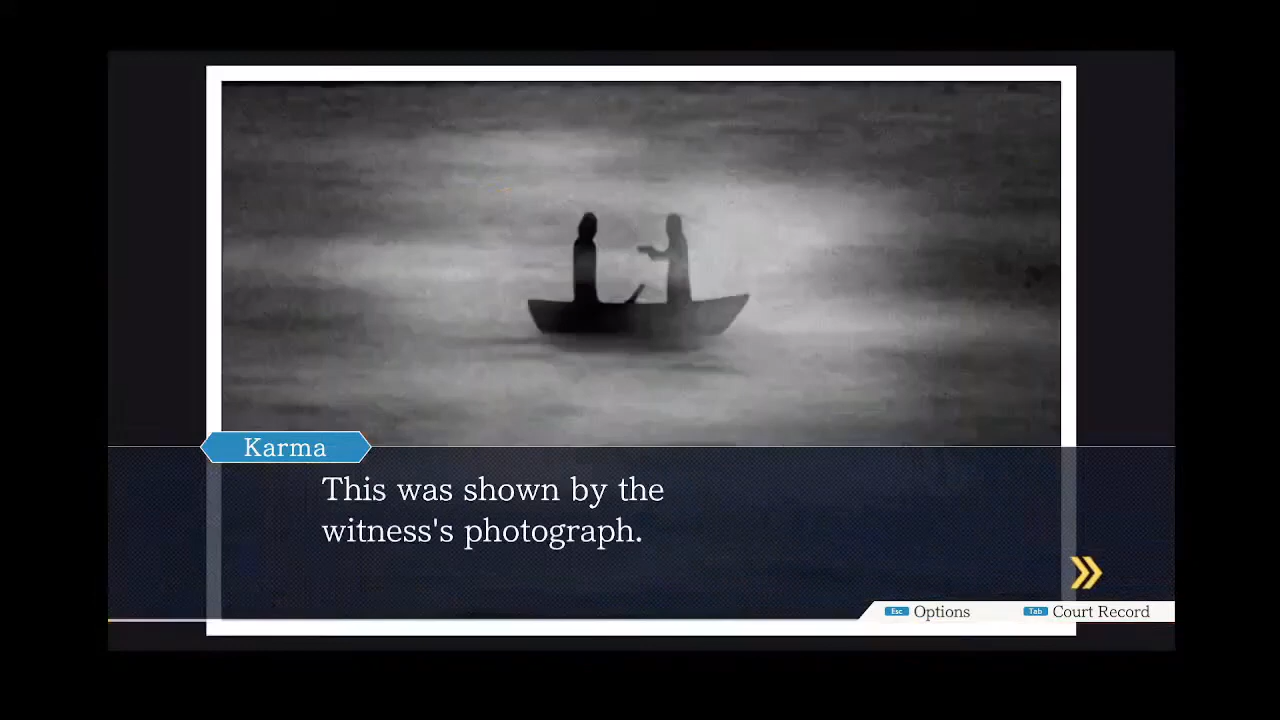 Karma
This was shown by the
witness's photograph.
Esc Options
Tab Court Record